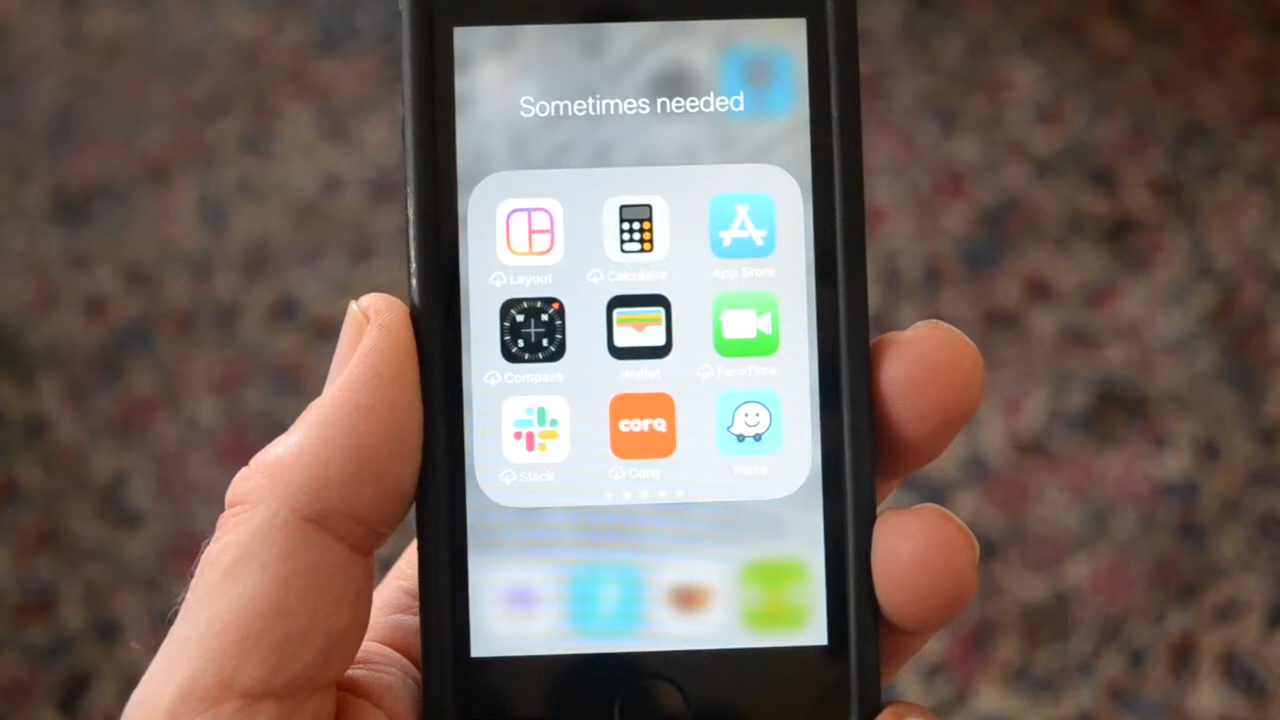 Sometimes needed
Layout
Calculator
App Store
W N
S E
Compass
Wallet
FaceTime
corq
Slack
Corq
Waze